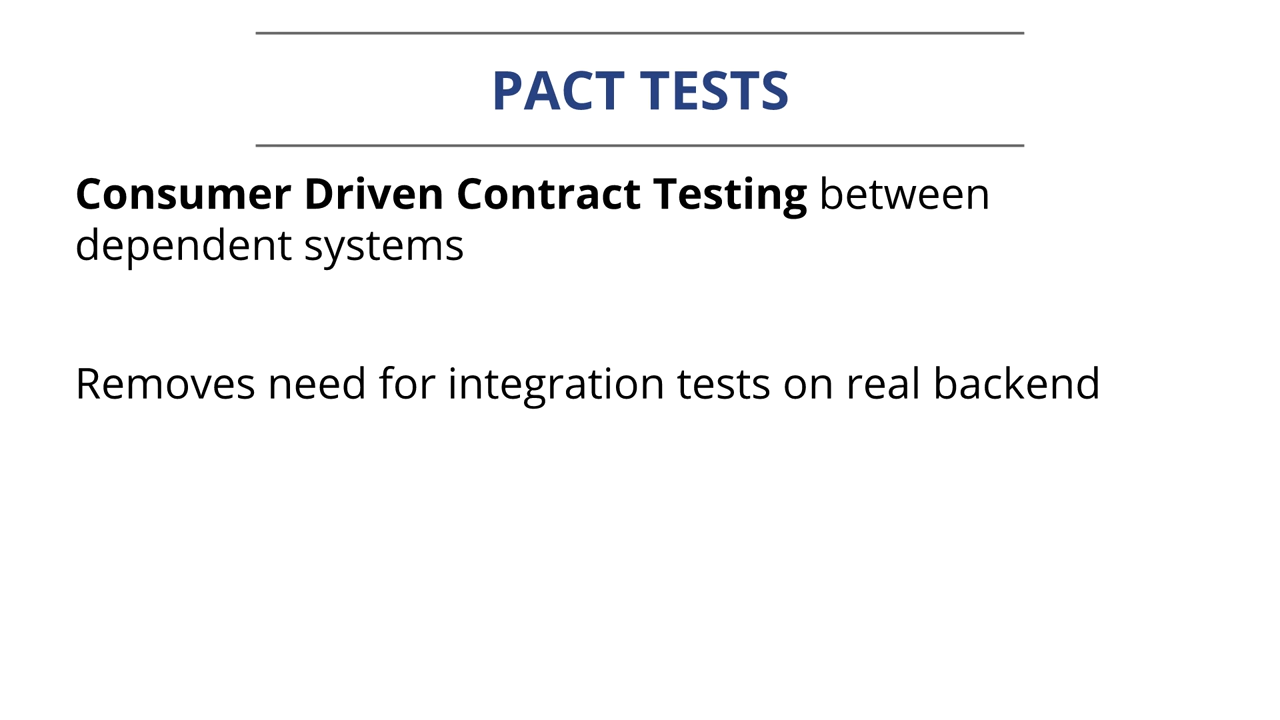 PACT TESTS
Consumer Driven Contract Testing between
dependent systems
Removes need for integration tests on real backend